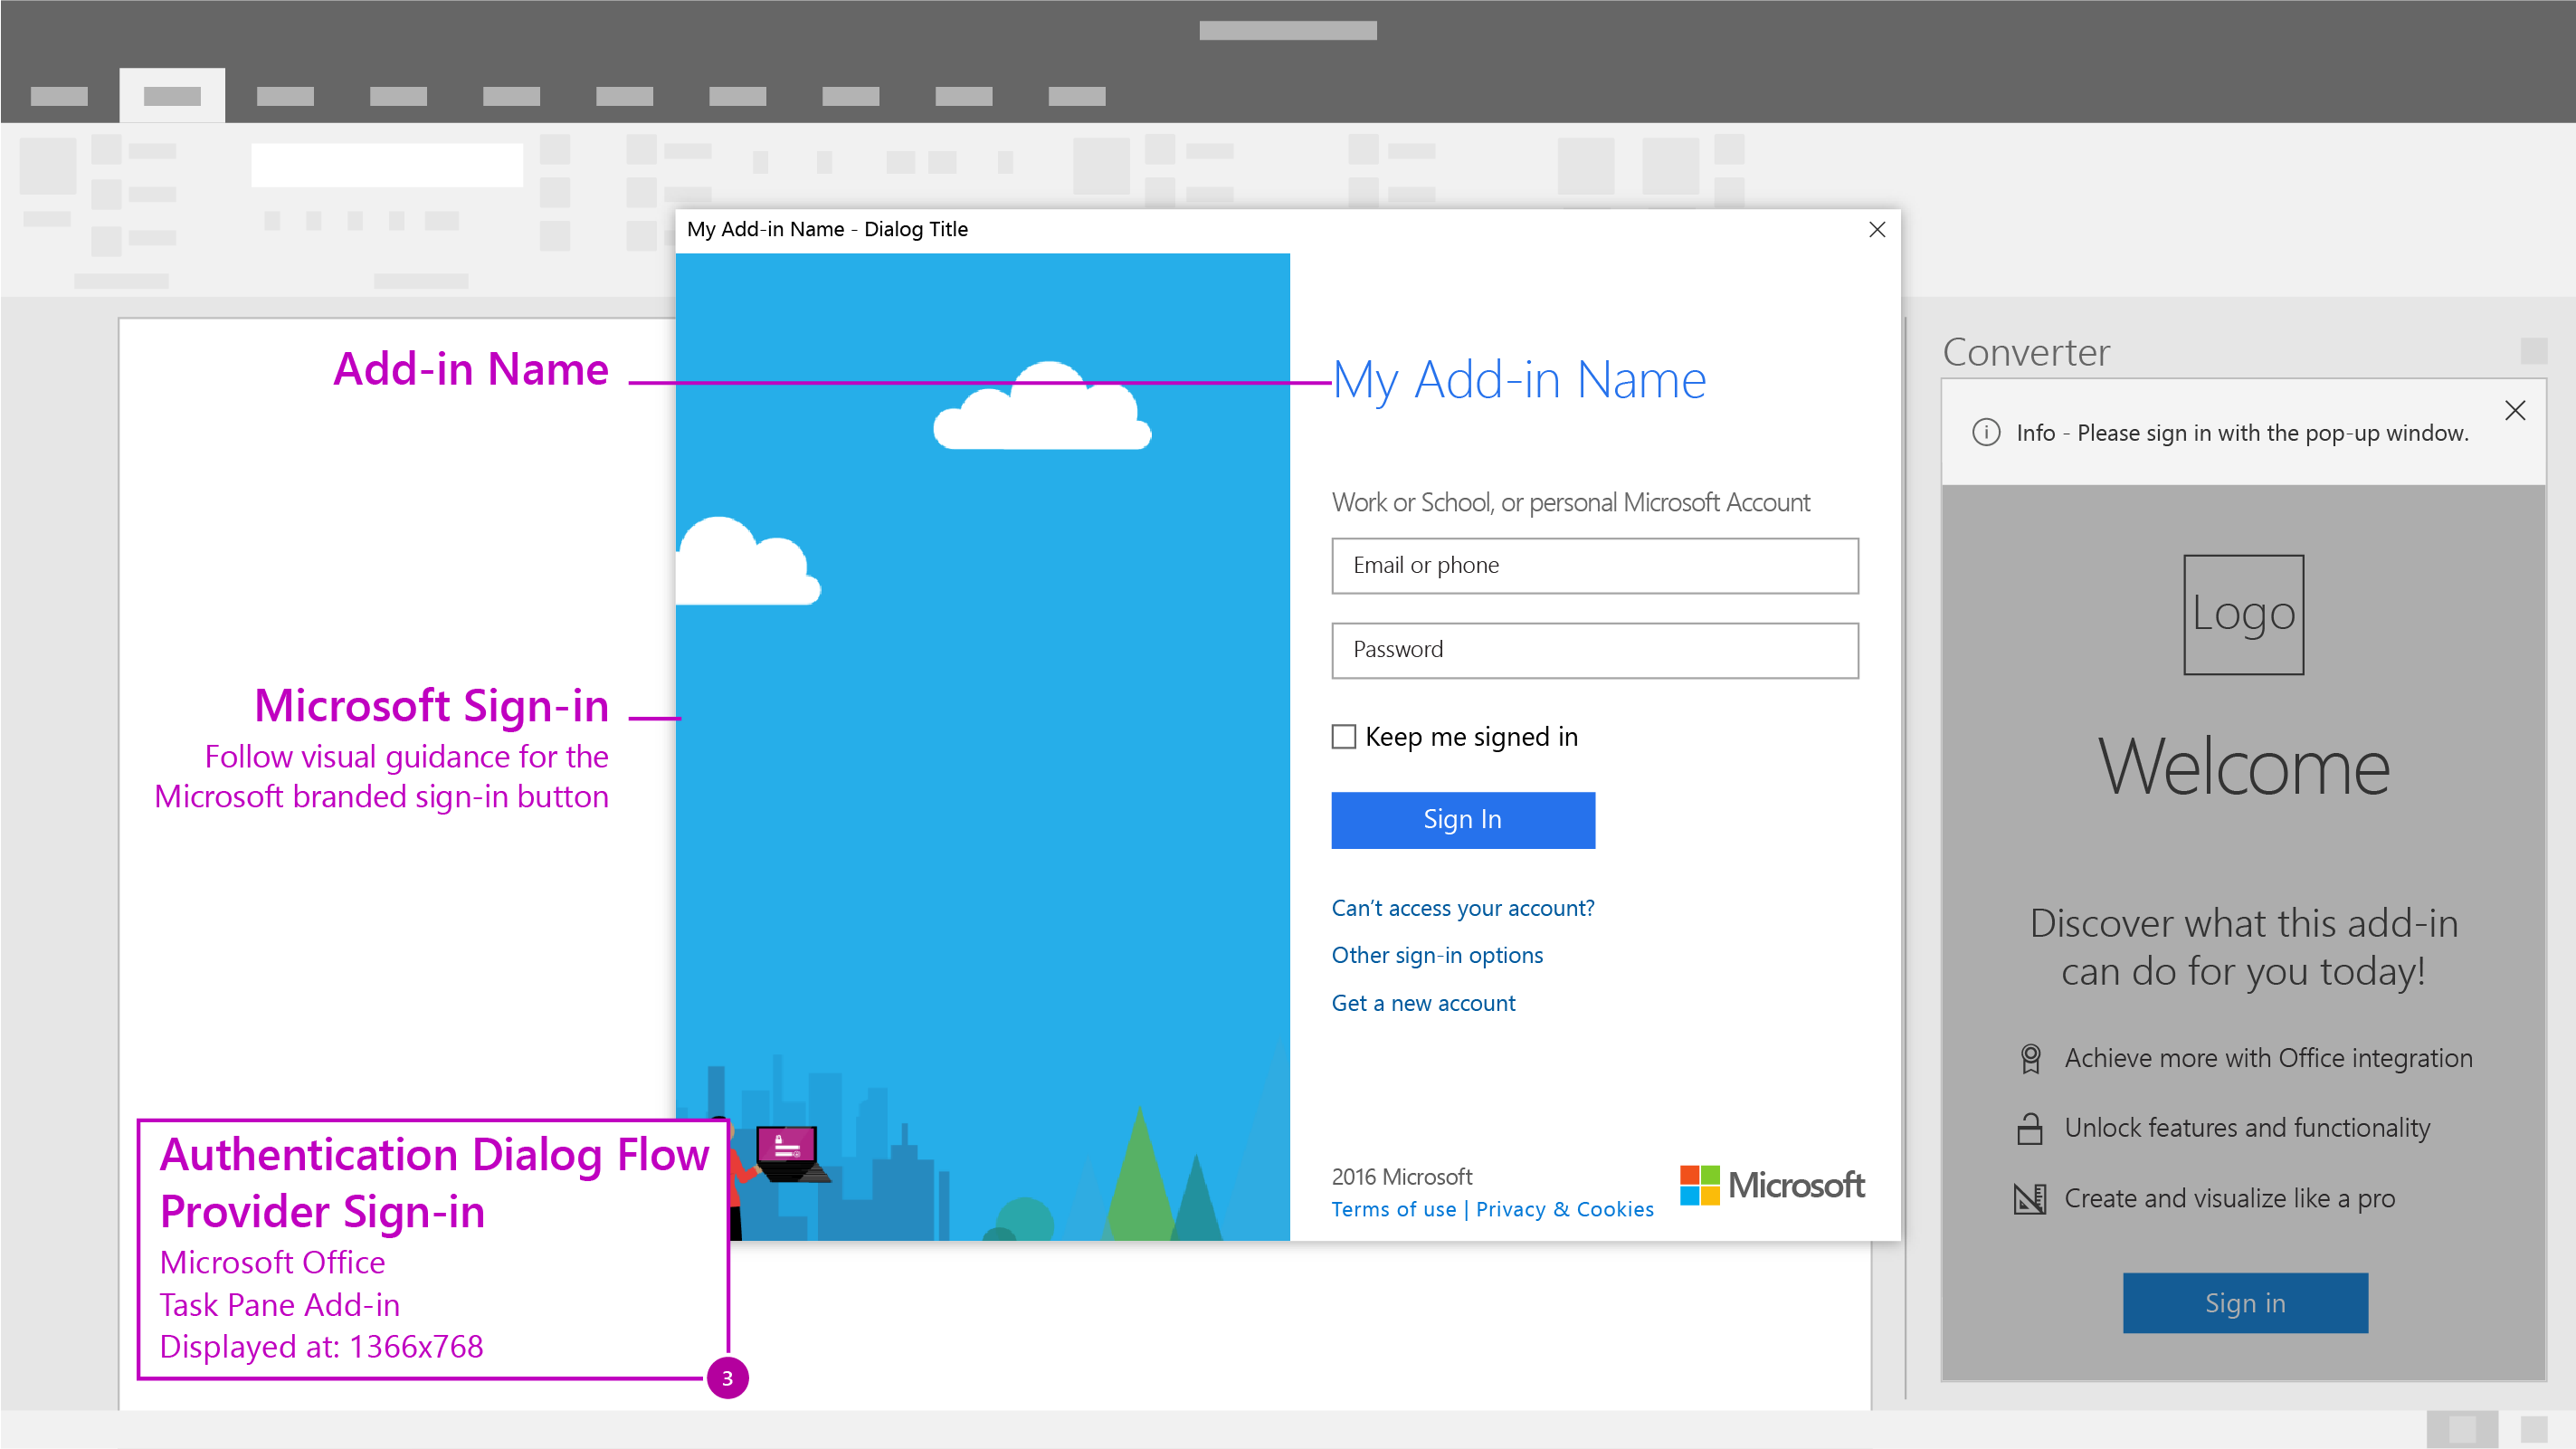 My Add-in Name - Dialog Title
Add-in Name
My Add-in Name
Work or School, or personal Microsoft Account
Email or phone
Password
Microsoft Sign-in
Follow visual guidance for the
Microsoft branded sign-in button
Keep me signed in
Sign In
Can't access your account?
Other sign-in options
Get a new account
2016 Microsoft
Terms of use | Privacy & Cookies
Microsoft
Authentication Dialog Flow
Provider Sign-in
Microsoft Office
Task Pane Add-in
Displayed at: 1366x768
3
Converter
Info - Please sign in with the pop-up window.
Logo
Welcome
Discover what this add-in
can do for you today!
Achieve more with Office integration
Unlock features and functionality
Create and visualize like a pro
Sign in